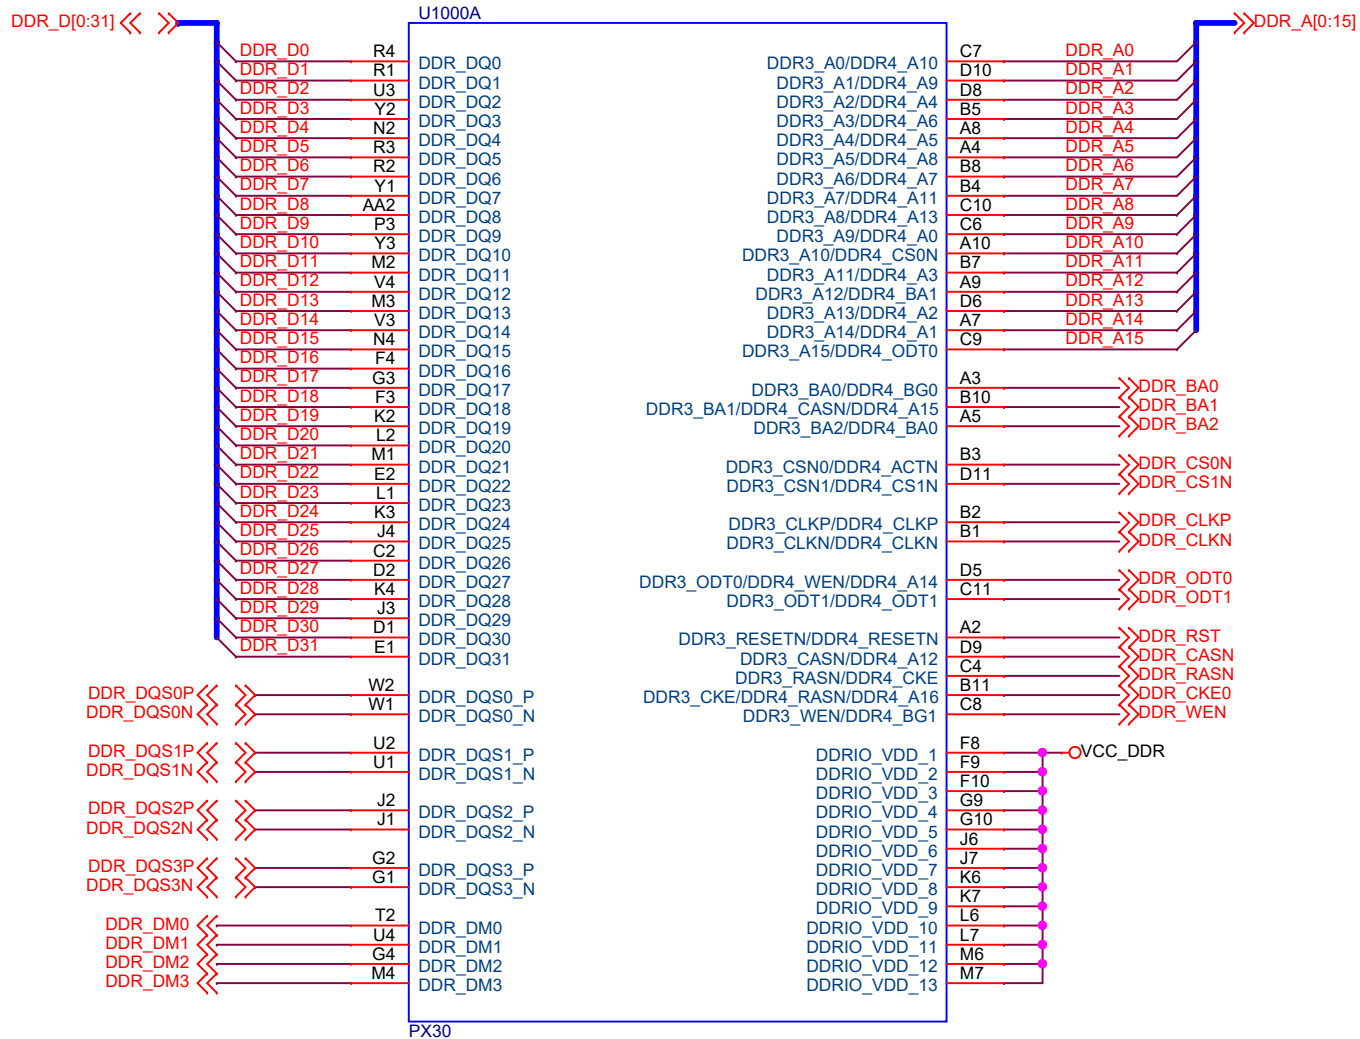 U1000A
DDR_D[0:31]
DDR_A[0:15]
DDR_D0 R4 DDR_DQ0
DDR_D1 R1 DDR_DQ1
DDR_D2 U3 DDR_DQ2
DDR_D3 Y2 DDR_DQ3
DDR_D4 N2 DDR_DQ4
DDR_D5 R3 DDR_DQ5
DDR_D6 R2 DDR_DQ6
DDR_D7 Y1 DDR_DQ7
DDR_D8 AA2 DDR_DQ8
DDR_D9 P3 DDR_DQ9
DDR_D10 Y3 DDR_DQ10
DDR_D11 M2 DDR_DQ11
DDR_D12 V4 DDR_DQ12
DDR_D13 M3 DDR_DQ13
DDR_D14 V3 DDR_DQ14
DDR_D15 N4 DDR_DQ15
DDR_D16 F4 DDR_DQ16
DDR_D17 G3 DDR_DQ17
DDR_D18 F3 DDR_DQ18
DDR_D19 K2 DDR_DQ19
DDR_D20 L2 DDR_DQ20
DDR_D21 M1 DDR_DQ21
DDR_D22 E2 DDR_DQ22
DDR_D23 L1 DDR_DQ23
DDR_D24 K3 DDR_DQ24
DDR_D25 J4 DDR_DQ25
DDR_D26 C2 DDR_DQ26
DDR_D27 D2 DDR_DQ27
DDR_D28 K4 DDR_DQ28
DDR_D29 J3 DDR_DQ29
DDR_D30 D1 DDR_DQ30
DDR_D31 E1 DDR_DQ31
DDR_DQS0P W2 DDR_DQS0_P
DDR_DQS0N W1 DDR_DQS0_N
DDR_DQS1P U2 DDR_DQS1_P
DDR_DQS1N U1 DDR_DQS1_N
DDR_DQS2P J2 DDR_DQS2_P
DDR_DQS2N J1 DDR_DQS2_N
DDR_DQS3P G2 DDR_DQS3_P
DDR_DQS3N G1 DDR_DQS3_N
DDR_DM0 T2 DDR_DM0
DDR_DM1 U4 DDR_DM1
DDR_DM2 G4 DDR_DM2
DDR_DM3 M4 DDR_DM3
DDR3_A0/DDR4_A10 C7 DDR_A0
DDR3_A1/DDR4_A9 D10 DDR_A1
DDR3_A2/DDR4_A4 D8 DDR_A2
DDR3_A3/DDR4_A6 B5 DDR_A3
DDR3_A4/DDR4_A5 A8 DDR_A4
DDR3_A5/DDR4_A8 A4 DDR_A5
DDR3_A6/DDR4_A7 B8 DDR_A6
DDR3_A7/DDR4_A11 B4 DDR_A7
DDR3_A8/DDR4_A13 C10 DDR_A8
DDR3_A9/DDR4_A0 C6 DDR_A9
DDR3_A10/DDR4_CS0N A10 DDR_A10
DDR3_A11/DDR4_A3 B7 DDR_A11
DDR3_A12/DDR4_BA1 A9 DDR_A12
DDR3_A13/DDR4_A2 D6 DDR_A13
DDR3_A14/DDR4_A1 A7 DDR_A14
DDR3_A15/DDR4_ODT0 C9 DDR_A15
DDR3_BA0/DDR4_BG0 A3 DDR_BA0
DDR3_BA1/DDR4_CASN/DDR4_A15 B10 DDR_BA1
DDR3_BA2/DDR4_BA0 A5 DDR_BA2
DDR3_CSN0/DDR4_ACTN B3 DDR_CS0N
DDR3_CSN1/DDR4_CS1N D11 DDR_CS1N
DDR3_CLKP/DDR4_CLKP B2 DDR_CLKP
DDR3_CLKN/DDR4_CLKN B1 DDR_CLKN
DDR3_ODT0/DDR4_WEN/DDR4_A14 D5 DDR_ODT0
DDR3_ODT1/DDR4_ODT1 C11 DDR_ODT1
DDR3_RESETN/DDR4_RESETN A2 DDR_RST
DDR3_CASN/DDR4_A12 D9 DDR_CASN
DDR3_RASN/DDR4_CKE C4 DDR_RASN
DDR3_CKE/DDR4_RASN/DDR4_A16 B11 DDR_CKE0
DDR3_WEN/DDR4_BG1 C8 DDR_WEN
DDRIO_VDD_1 F8 VCC_DDR
DDRIO_VDD_2 F9
DDRIO_VDD_3 F10
DDRIO_VDD_4 G9
DDRIO_VDD_5 G10
DDRIO_VDD_6 J6
DDRIO_VDD_7 J7
DDRIO_VDD_8 K6
DDRIO_VDD_9 K7
DDRIO_VDD_10 L6
DDRIO_VDD_11 L7
DDRIO_VDD_12 M6
DDRIO_VDD_13 M7
PX30